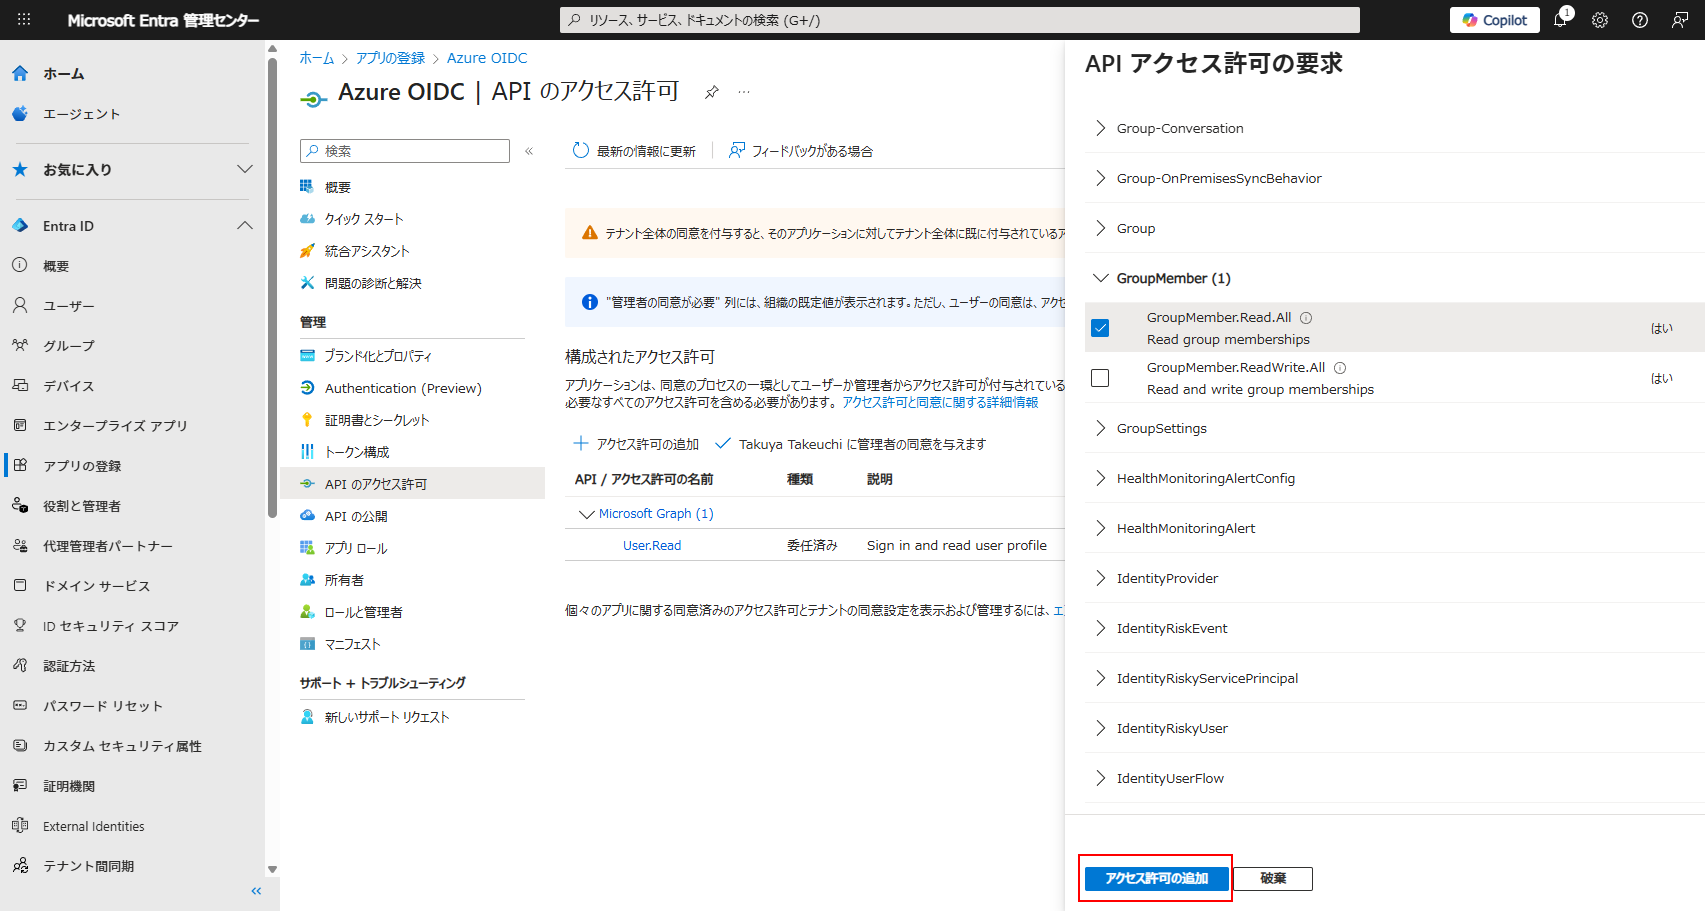 Microsoft Entra 管理センター
リソース、サービス、ドキュメントの検索 (G+/)
Copilot
1
ホーム
エージェント
お気に入り
Entra ID
概要
ユーザー
グループ
デバイス
エンタープライズ アプリ
アプリの登録
役割と管理者
代理管理者パートナー
ドメイン サービス
ID セキュリティ スコア
認証方法
パスワード リセット
カスタム セキュリティ属性
証明機関
External Identities
テナント間同期
ホーム > アプリの登録 > Azure OIDC
Azure OIDC | API のアクセス許可
検索
概要
クイック スタート
統合アシスタント
問題の診断と解決
管理
ブランド化とプロパティ
Authentication (Preview)
証明書とシークレット
トークン構成
API のアクセス許可
API の公開
アプリ ロール
所有者
ロールと管理者
マニフェスト
サポート + トラブルシューティング
新しいサポート リクエスト
最新の情報に更新
フィードバックがある場合
テナント全体の同意を付与すると、そのアプリケーションに対してテナント全体に既に付与されているア
"管理者の同意が必要" 列には、組織の既定値が表示されます。ただし、ユーザーの同意は、アクセ
構成されたアクセス許可
アプリケーションは、同意のプロセスの一環としてユーザーか管理者からアクセス許可が付与されている
必要なすべてのアクセス許可を含める必要があります。 アクセス許可と同意に関する詳細情報
アクセス許可の追加
Takuya Takeuchi に管理者の同意を与えます
API / アクセス許可の名前 種類 説明
Microsoft Graph (1)
User.Read 委任済み Sign in and read user profile
個々のアプリに関する同意済みのアクセス許可とテナントの同意設定を表示および管理するには、エ
API アクセス許可の要求
Group-Conversation
Group-OnPremisesSyncBehavior
Group
GroupMember (1)
GroupMember.Read.All
Read group memberships
はい
GroupMember.ReadWrite.All
Read and write group memberships
はい
GroupSettings
HealthMonitoringAlertConfig
HealthMonitoringAlert
IdentityProvider
IdentityRiskEvent
IdentityRiskyServicePrincipal
IdentityRiskyUser
IdentityUserFlow
アクセス許可の追加
破棄